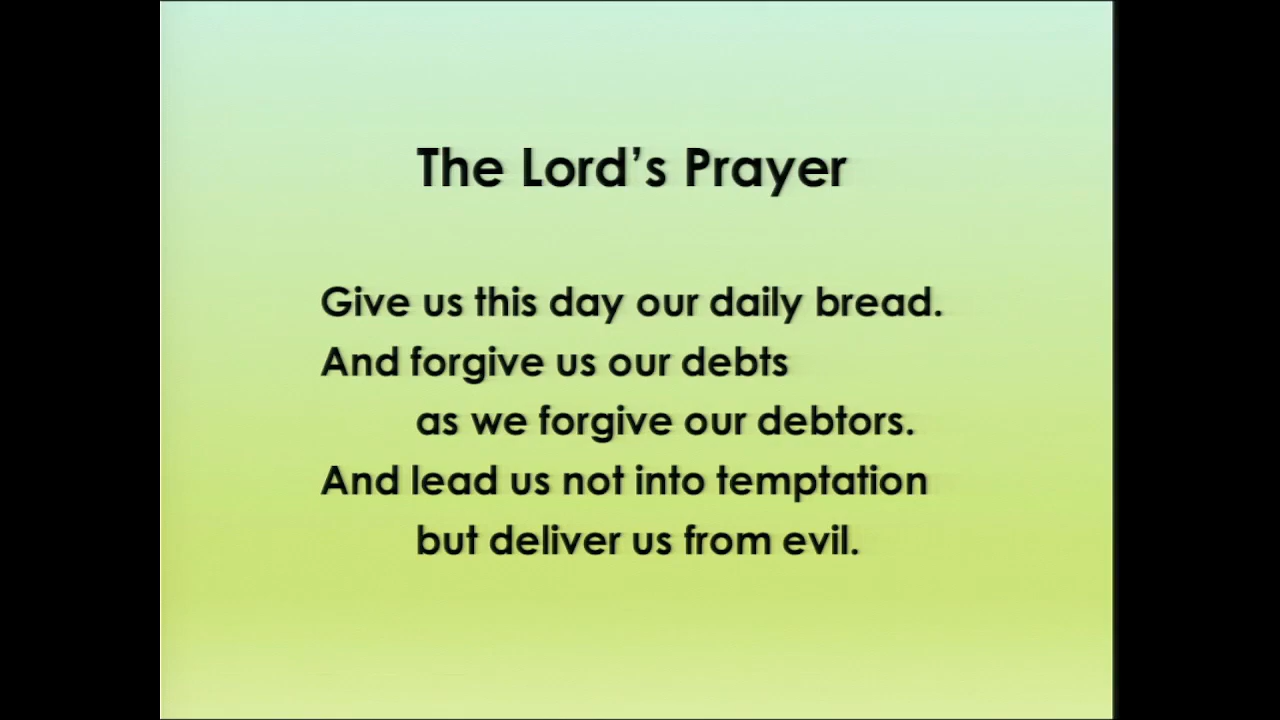 The Lord’s Prayer
Give us this day our daily bread.
And forgive us our debts
as we forgive our debtors.
And lead us not into temptation
but deliver us from evil.